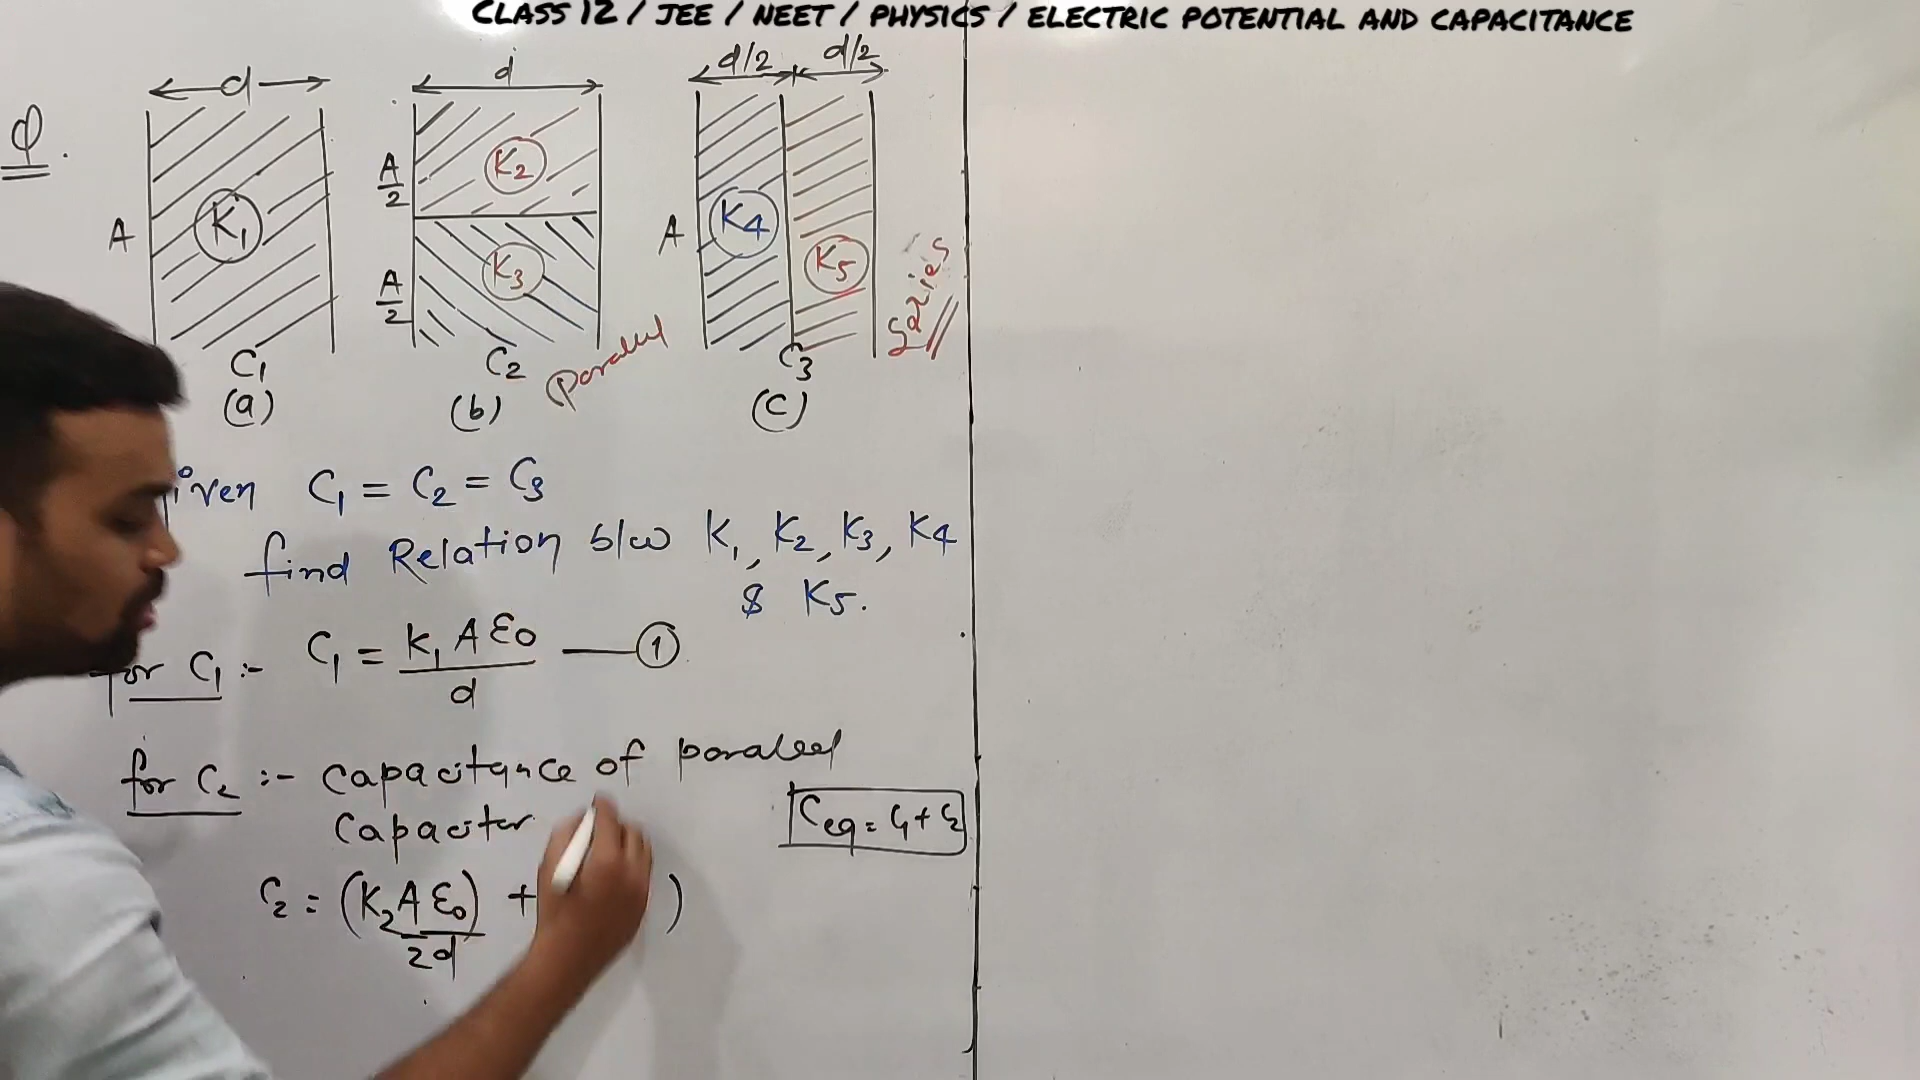 CLASS 12 / JEE / NEET / PHYSICS / ELECTRIC POTENTIAL AND CAPACITANCE
d
d
d/2 d/2
Q.
A
K1
C1
(a)
A/2
K2
A/2
K3
C2
(b)
parallel
A
K4
K5
C3
(c)
Series
iven C1 = C2 = C3
find Relation b/w K1, K2, K3, K4
& K5.
for C1 :- C1 = K1 A ε0 / d —— 1
for C2 :- Capacitance of parallel
Capacitor
Ceq = C1 + C2
C2 = (K2 A ε0 / 2d) + )